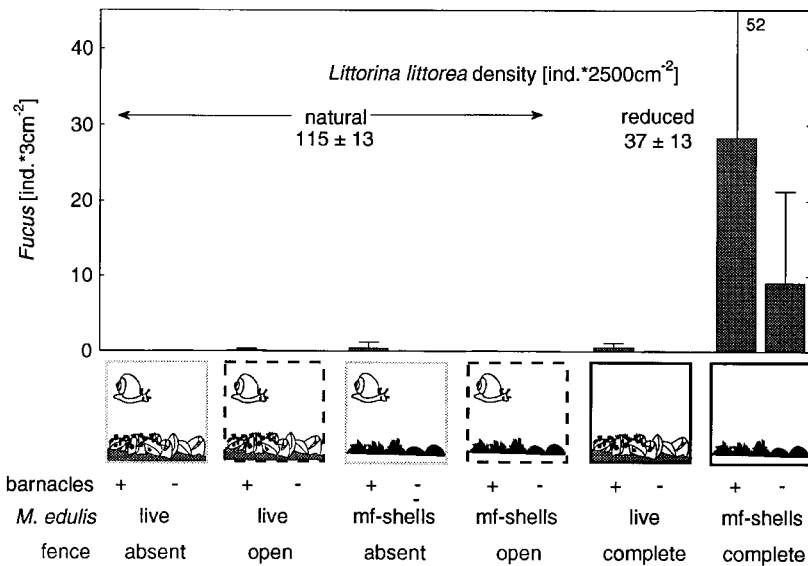 52
40
30
20
10
0
Fucus [ind.*3cm⁻²]
Littorina littorea density [ind.*2500cm⁻²]
natural reduced
115 ± 13 37 ± 13
barnacles + - + - + - + - + - + -
M. edulis live live mf-shells mf-shells live mf-shells
fence absent open absent open complete complete